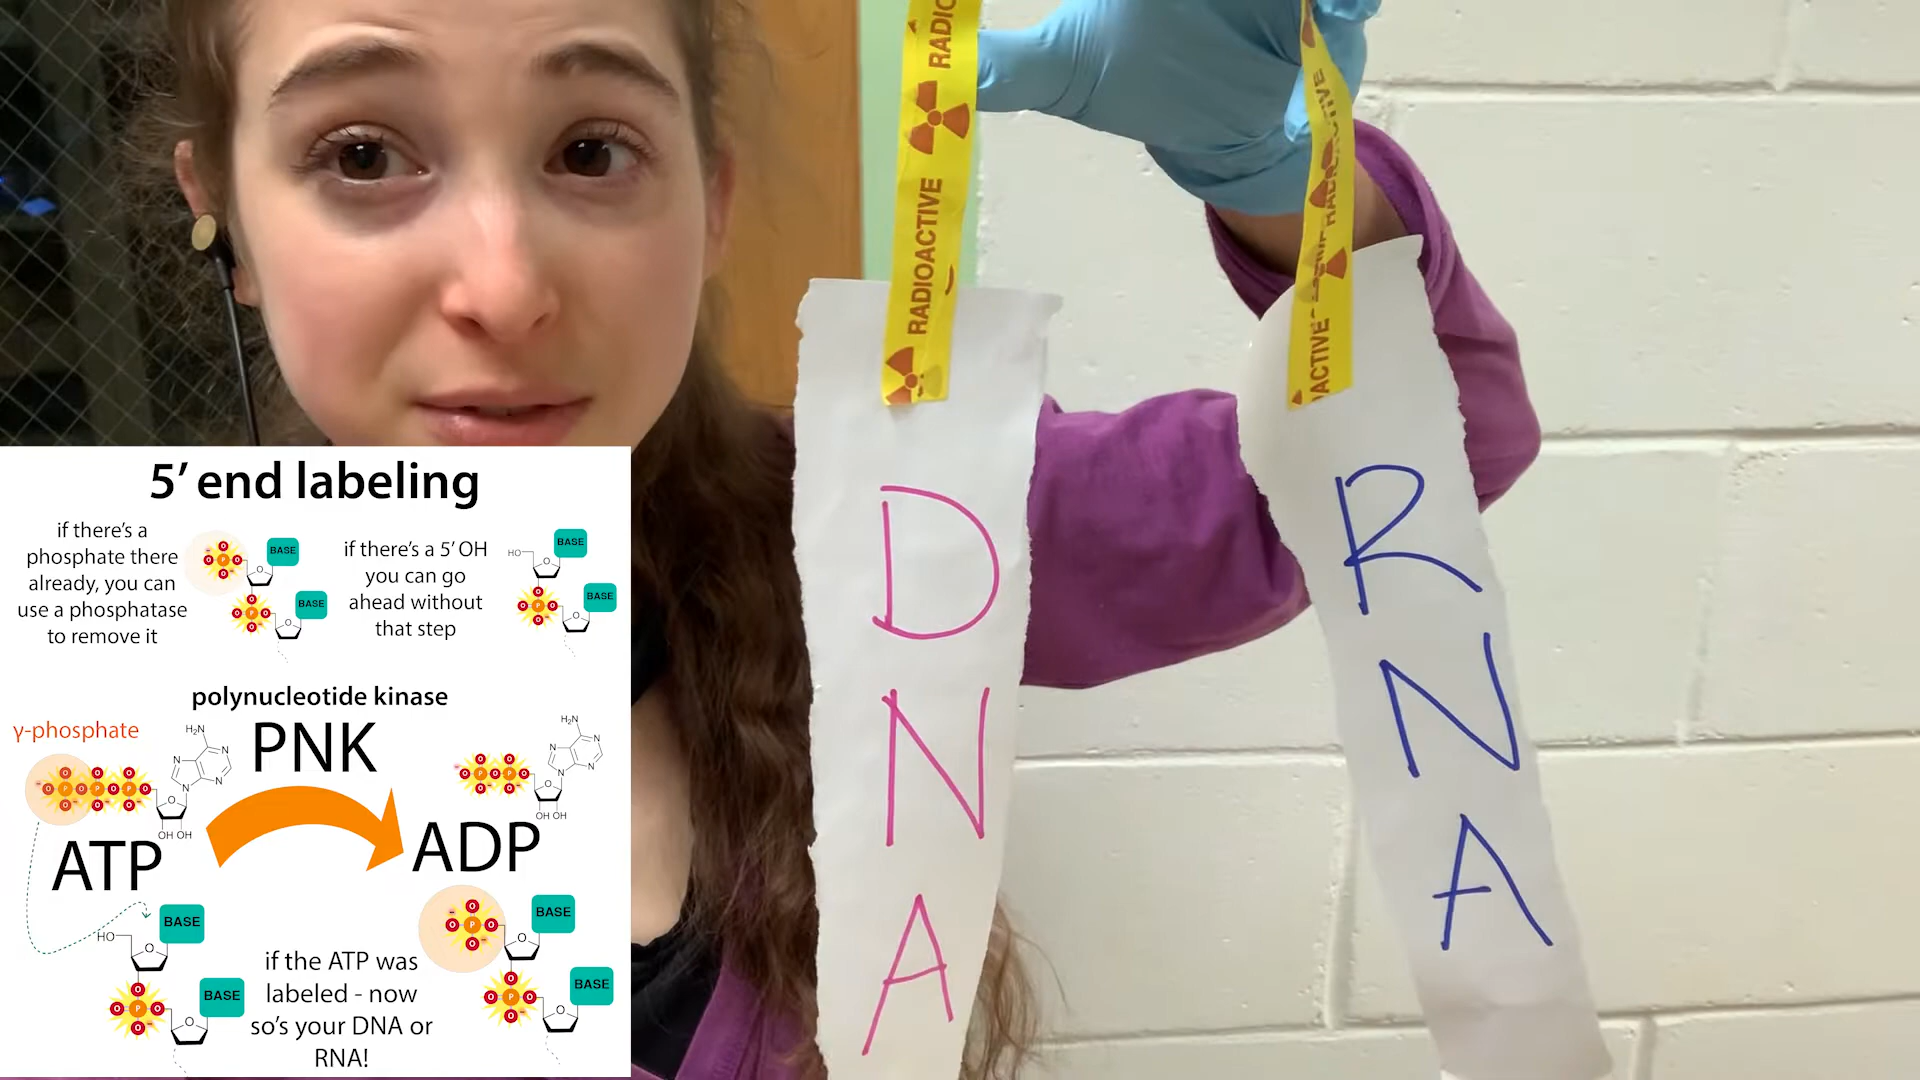 RADIO
RADIOACTIVE
RADIOACTIVE
ACTIVE
D
N
A
R
N
A
5' end labeling
if there's a
phosphate there
already, you can
use a phosphatase
to remove it
BASE
BASE
if there's a 5' OH
you can go
ahead without
that step
HO
BASE
BASE
polynucleotide kinase
PNK
γ-phosphate
H₂N
N
N
N
N
OH OH
ATP
H₂N
N
N
N
N
OH OH
ADP
HO
BASE
BASE
if the ATP was
labeled - now
so's your DNA or
RNA!
BASE
BASE